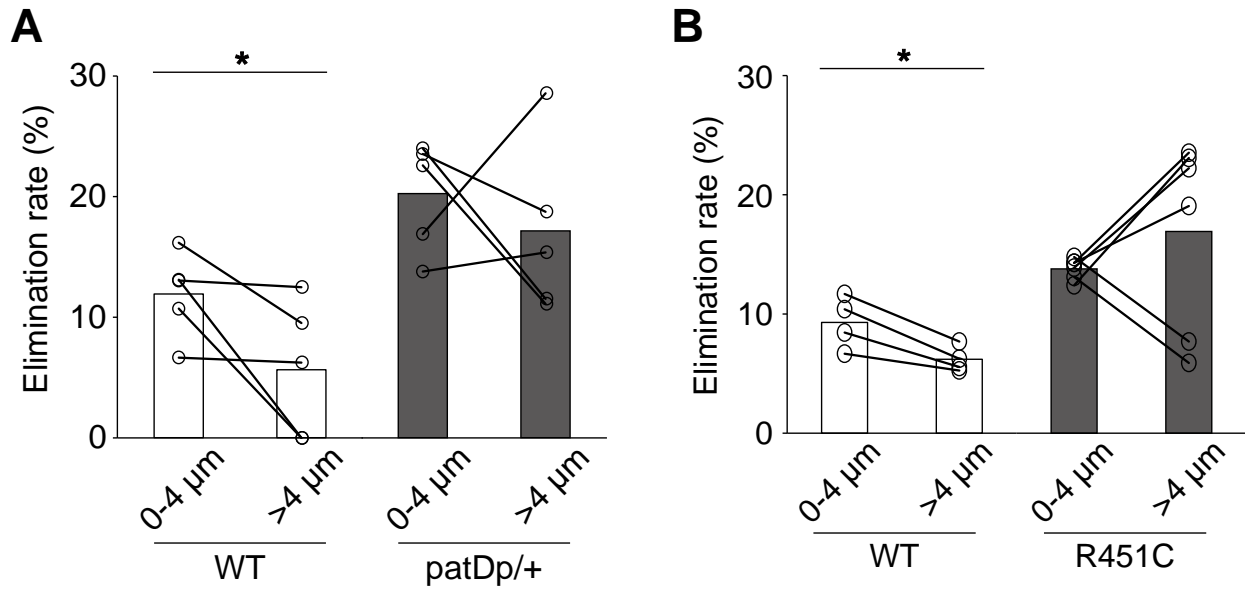 A
Elimination rate (%)
30
20
10
0
*
0-4 µm
>4 µm
0-4 µm
>4 µm
WT
patDp/+
B
Elimination rate (%)
30
20
10
0
*
0-4 µm
>4 µm
0-4 µm
>4 µm
WT
R451C